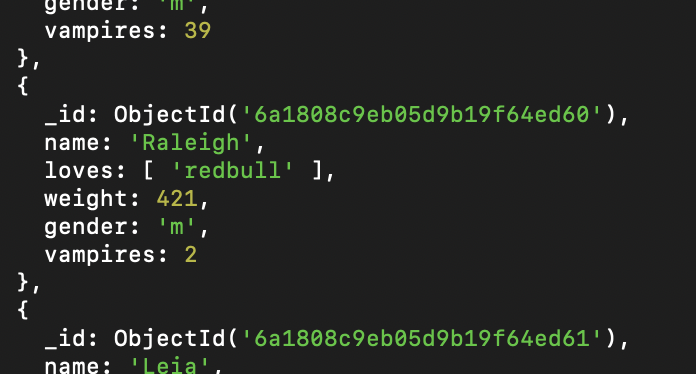 gender: 'm',
vampires: 39
},
{
_id: ObjectId('6a1808c9eb05d9b19f64ed60'),
name: 'Raleigh',
loves: [ 'redbull' ],
weight: 421,
gender: 'm',
vampires: 2
},
{
_id: ObjectId('6a1808c9eb05d9b19f64ed61'),
name: 'Leia',